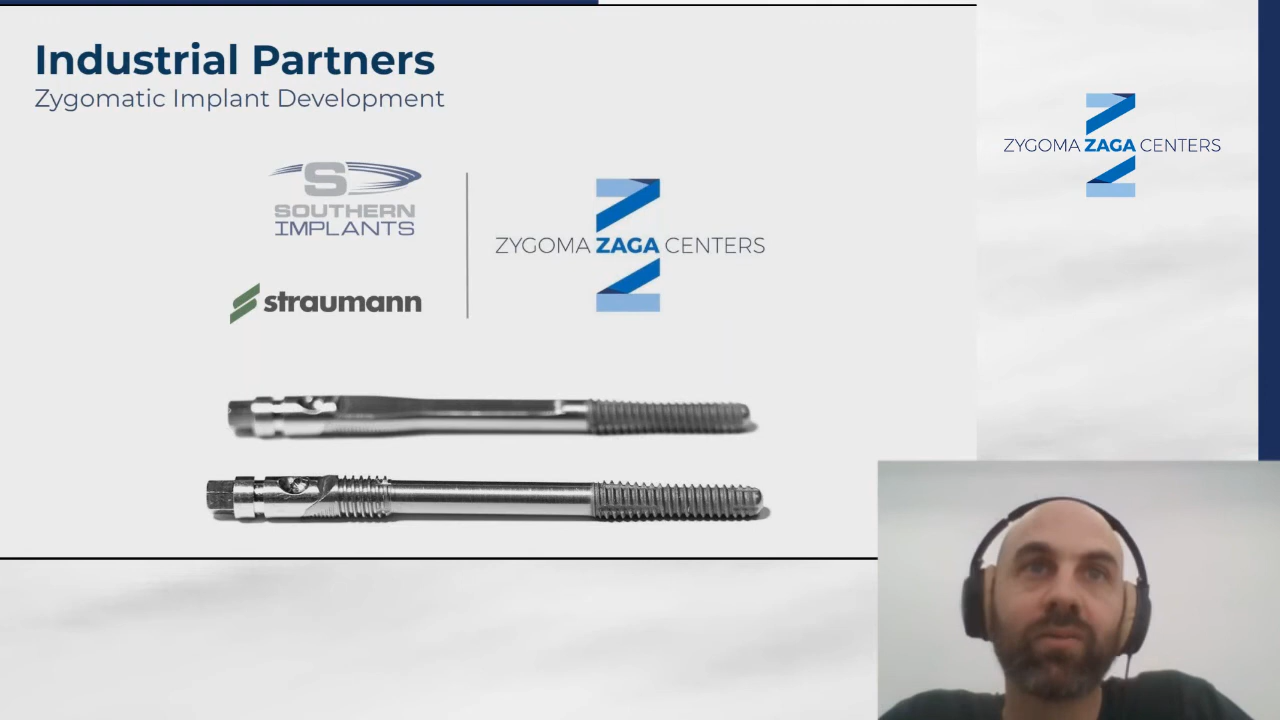 Industrial Partners
Zygomatic Implant Development
S
SOUTHERN
IMPLANTS
straumann
ZYGOMA ZAGA CENTERS
ZYGOMA ZAGA CENTERS